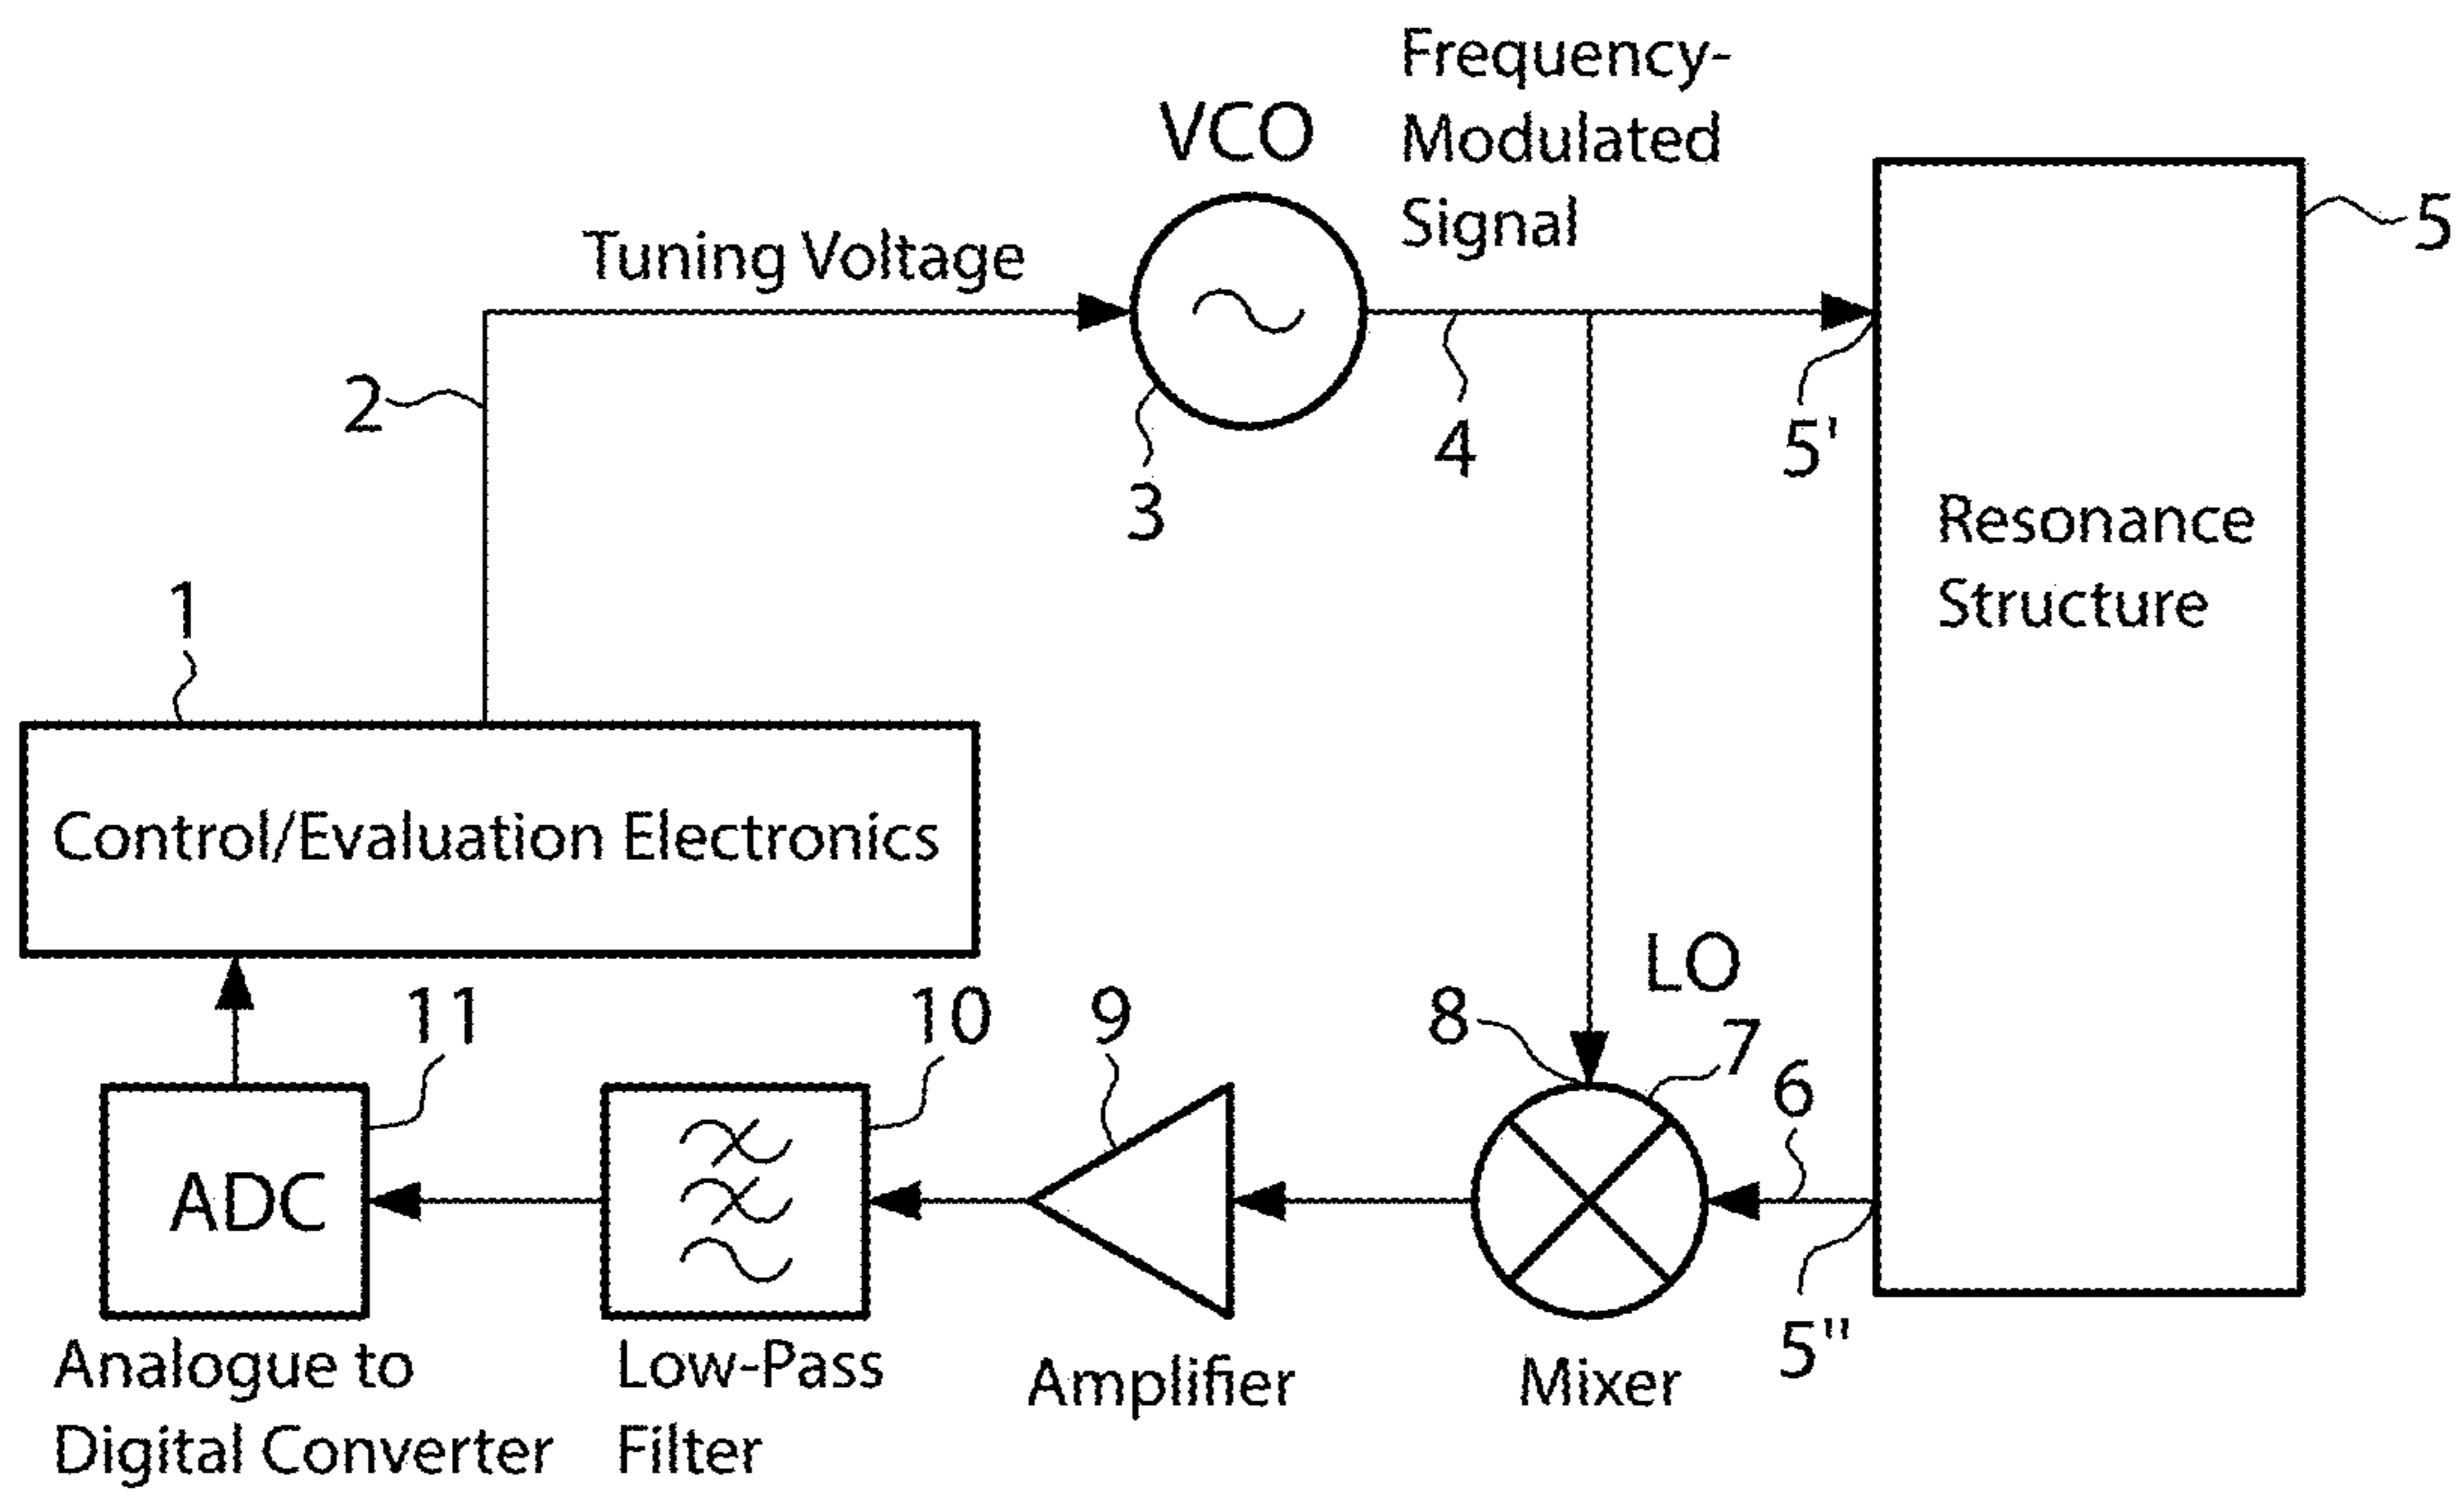 Frequency-
Modulated
Signal
VCO
Tuning Voltage
5
2
3
4
5'
Resonance
Structure
1
Control/Evaluation Electronics
LO
11
10
9
8
7
6
ADC
5"
Analogue to
Digital Converter
Low-Pass
Filter
Amplifier
Mixer